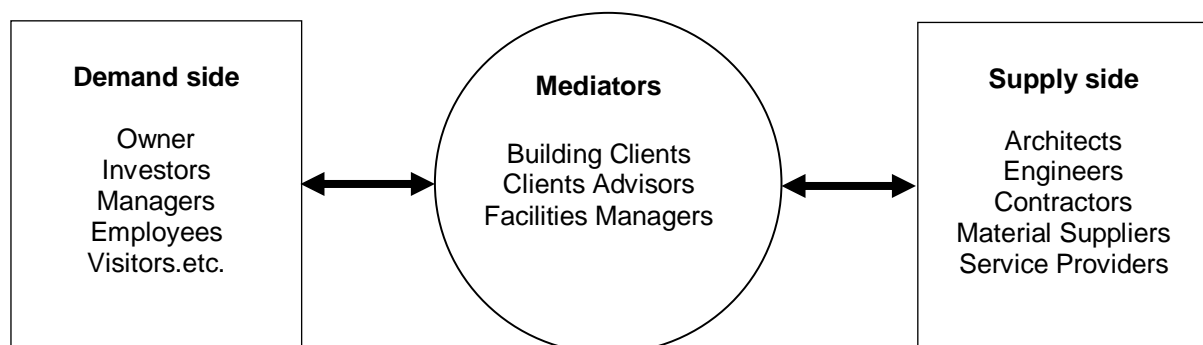 Demand side
Owner
Investors
Managers
Employees
Visitors.etc.
Mediators
Building Clients
Clients Advisors
Facilities Managers
Supply side
Architects
Engineers
Contractors
Material Suppliers
Service Providers